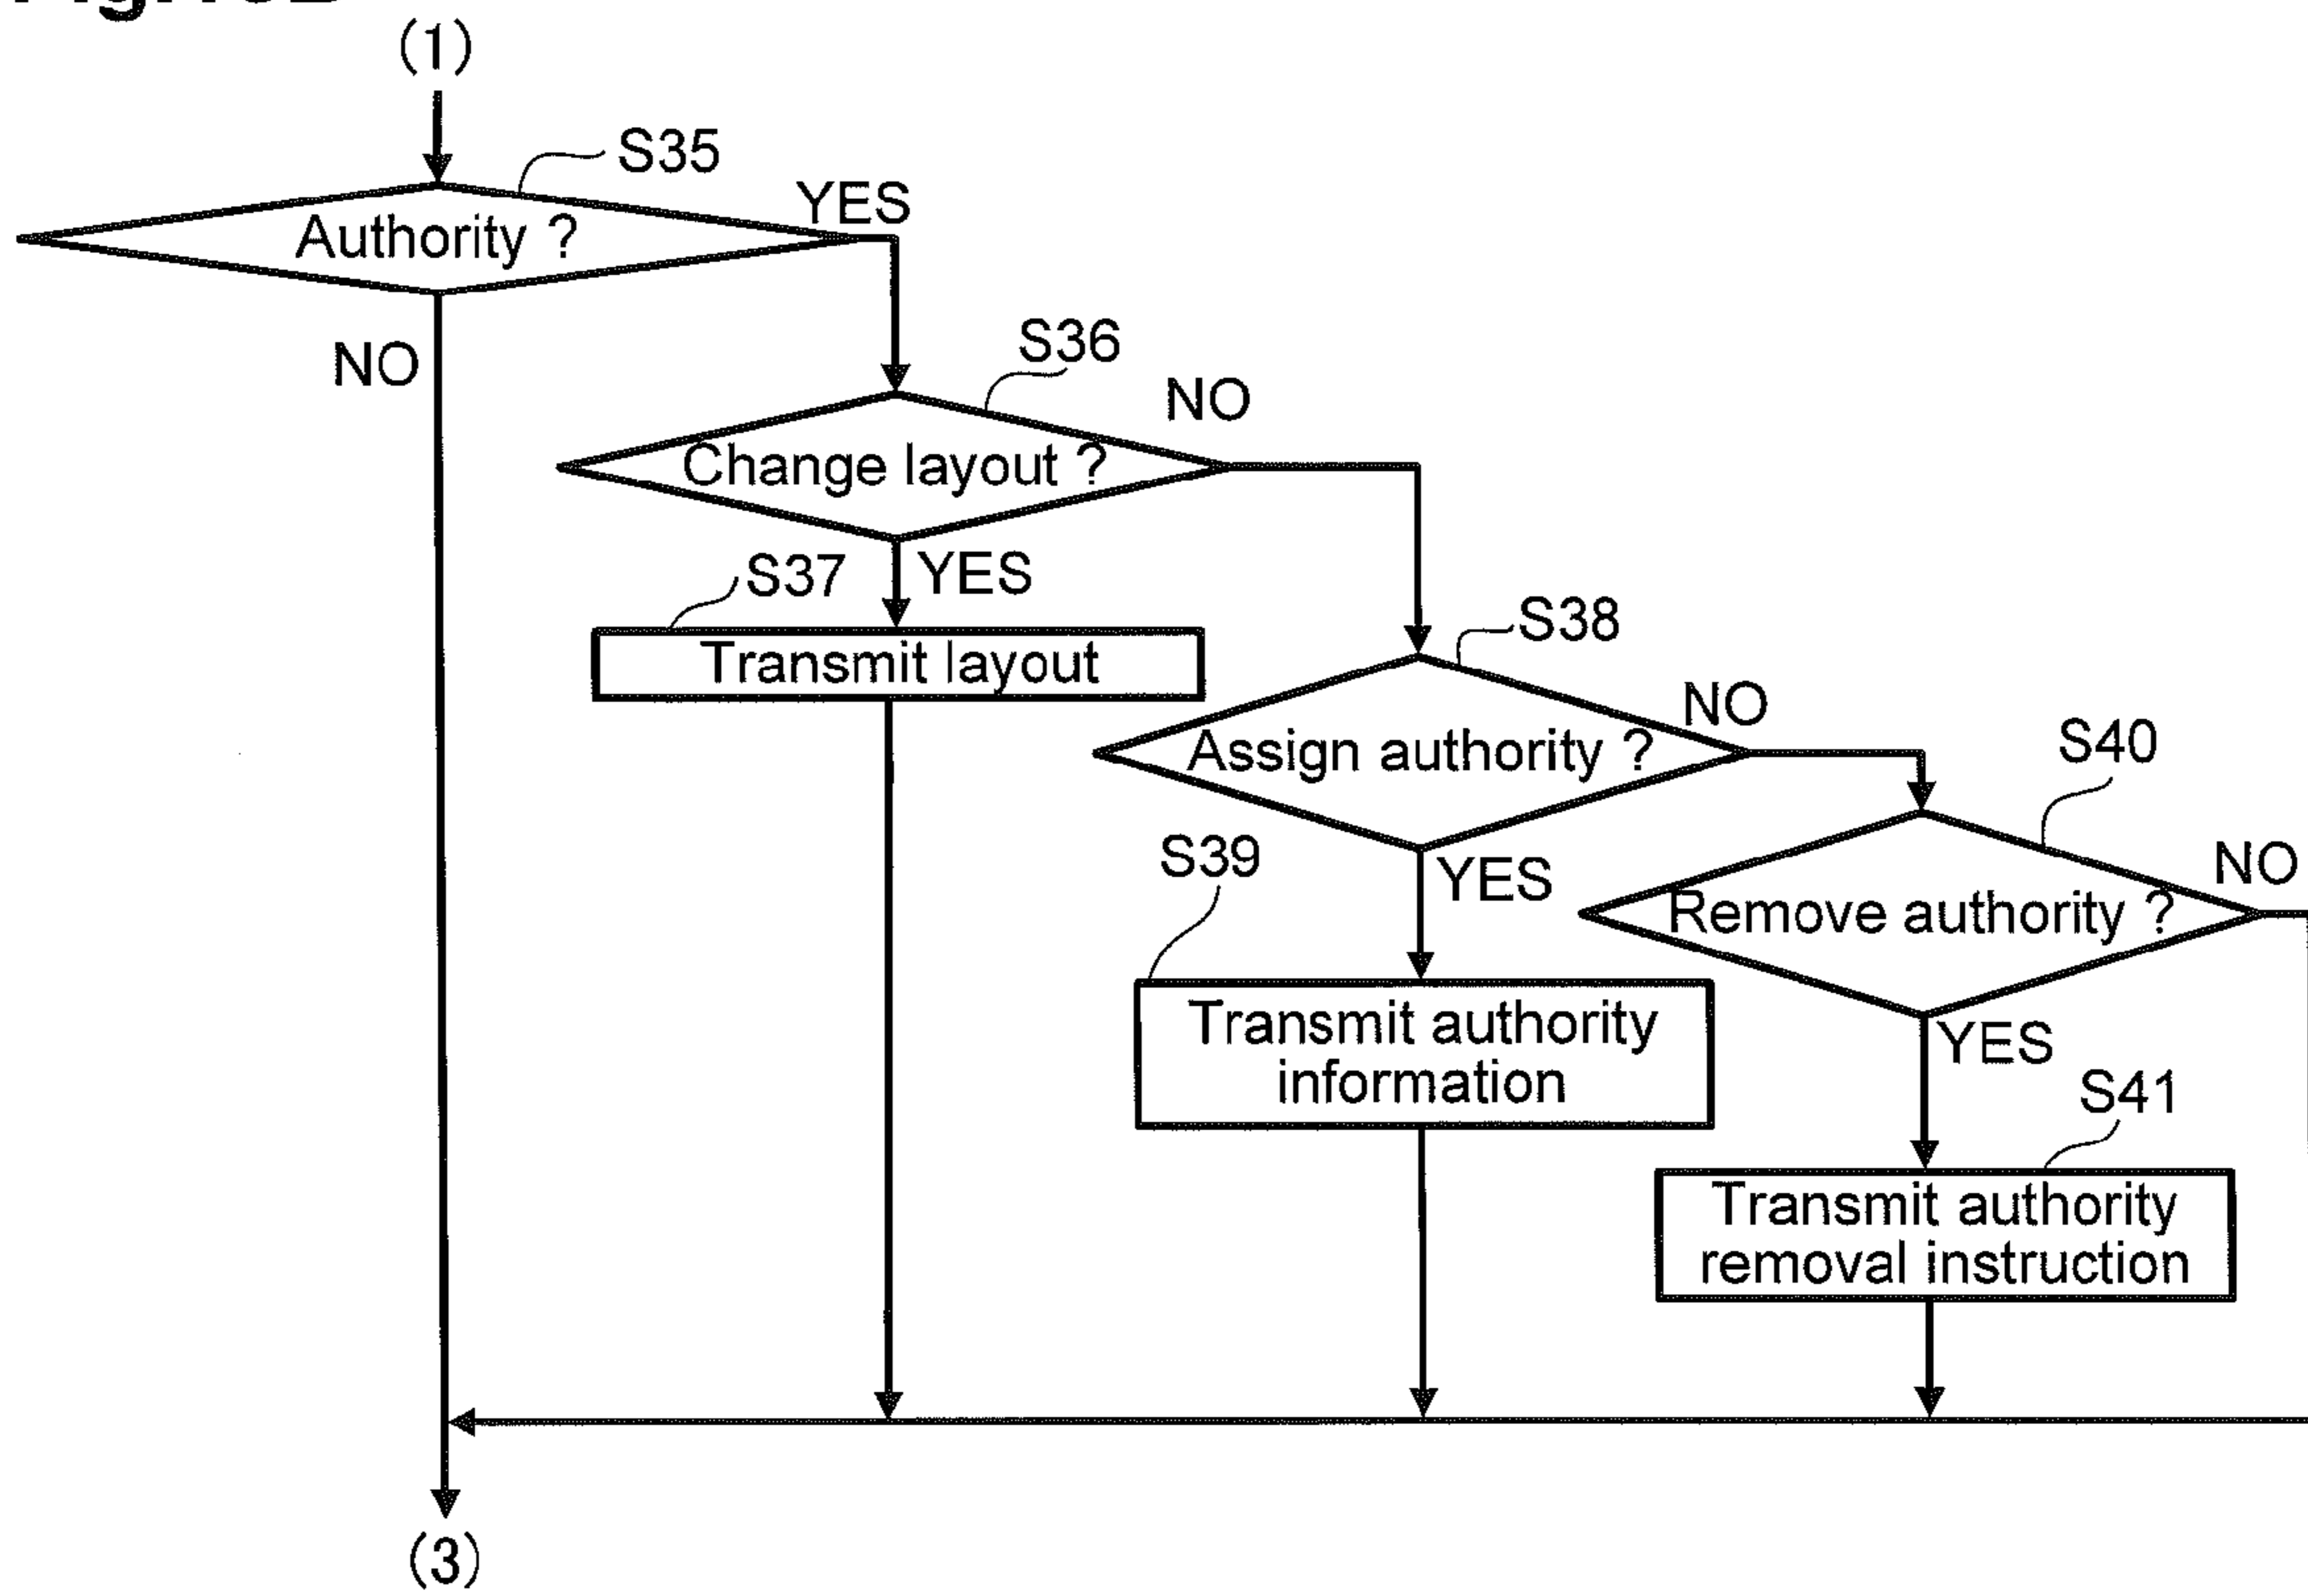 (1)
S35
YES
Authority ?
NO
S36
NO
Change layout ?
S37
YES
Transmit layout
S38
NO
Assign authority ?
S40
S39
YES
NO
Remove authority ?
Transmit authority
information
YES
S41
Transmit authority
removal instruction
(3)